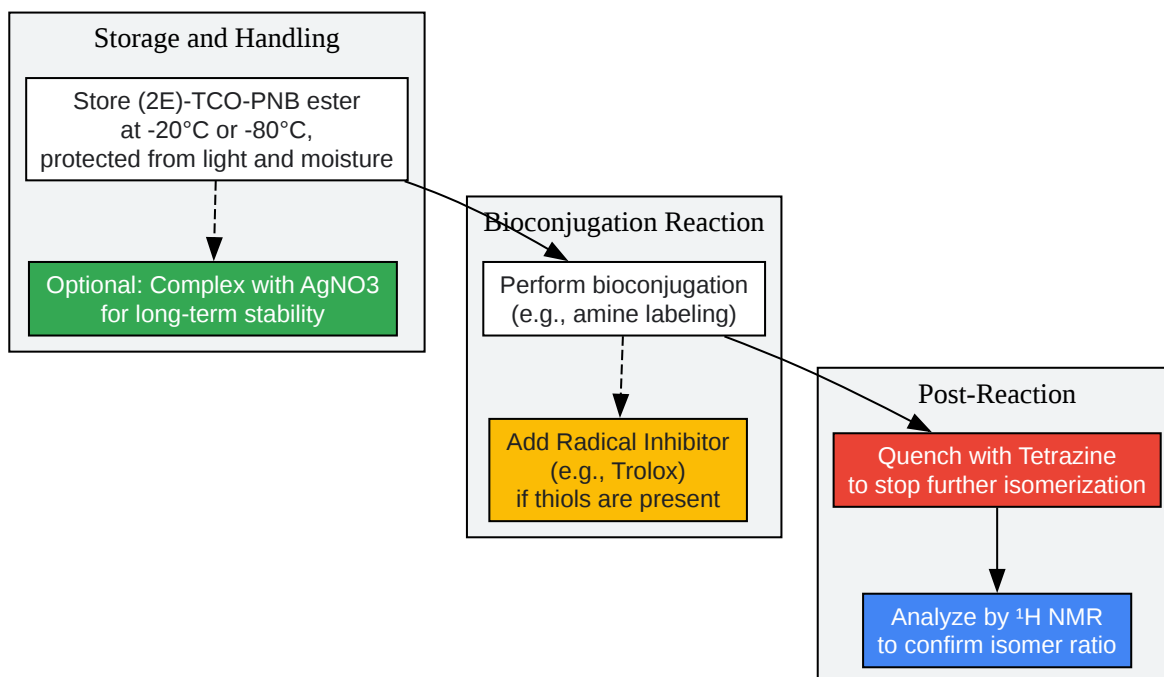 Storage and Handling
Store (2E)-TCO-PNB ester
at -20°C or -80°C,
protected from light and moisture
Optional: Complex with AgNO3
for long-term stability
Bioconjugation Reaction
Perform bioconjugation
(e.g., amine labeling)
Add Radical Inhibitor
(e.g., Trolox)
if thiols are present
Post-Reaction
Quench with Tetrazine
to stop further isomerization
Analyze by ¹H NMR
to confirm isomer ratio